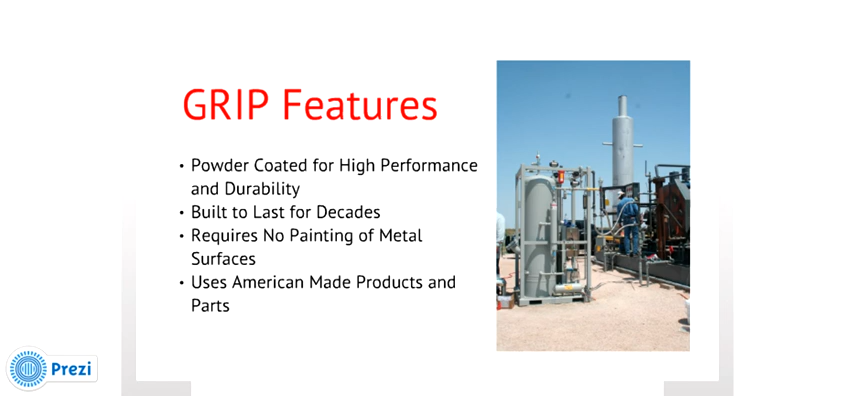 GRIP Features
• Powder Coated for High Performance
and Durability
• Built to Last for Decades
• Requires No Painting of Metal
Surfaces
• Uses American Made Products and
Parts
Prezi